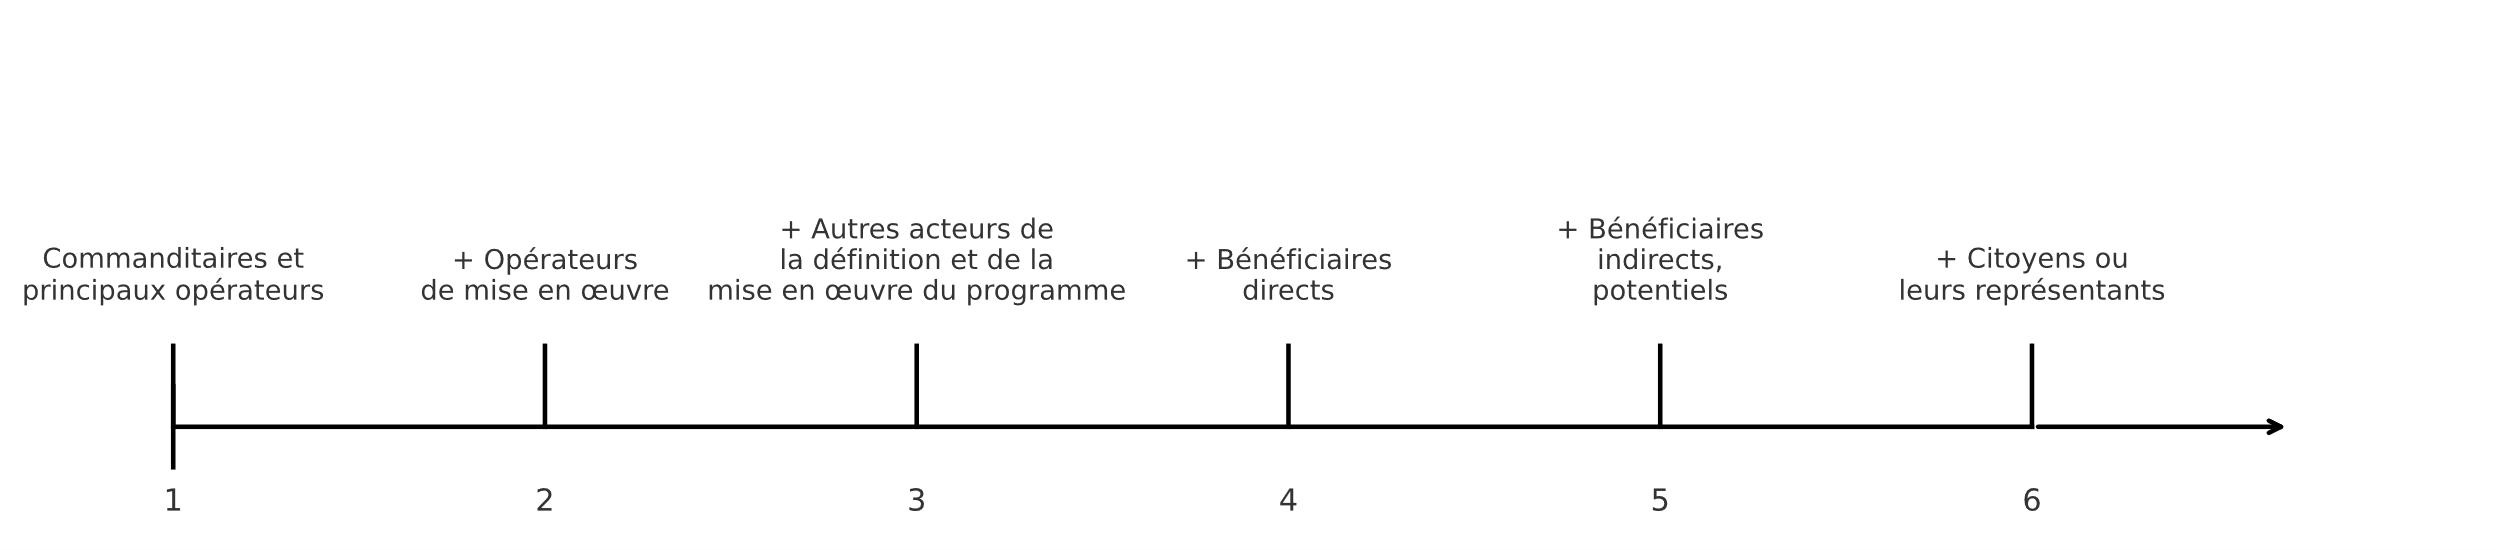 Commanditaires et
principaux opérateurs
+ Opérateurs
de mise en œuvre
+ Autres acteurs de
la définition et de la
mise en œuvre du programme
+ Bénéficiaires
directs
+ Bénéficiaires
indirects,
potentiels
+ Citoyens ou
leurs représentants
1
2
3
4
5
6